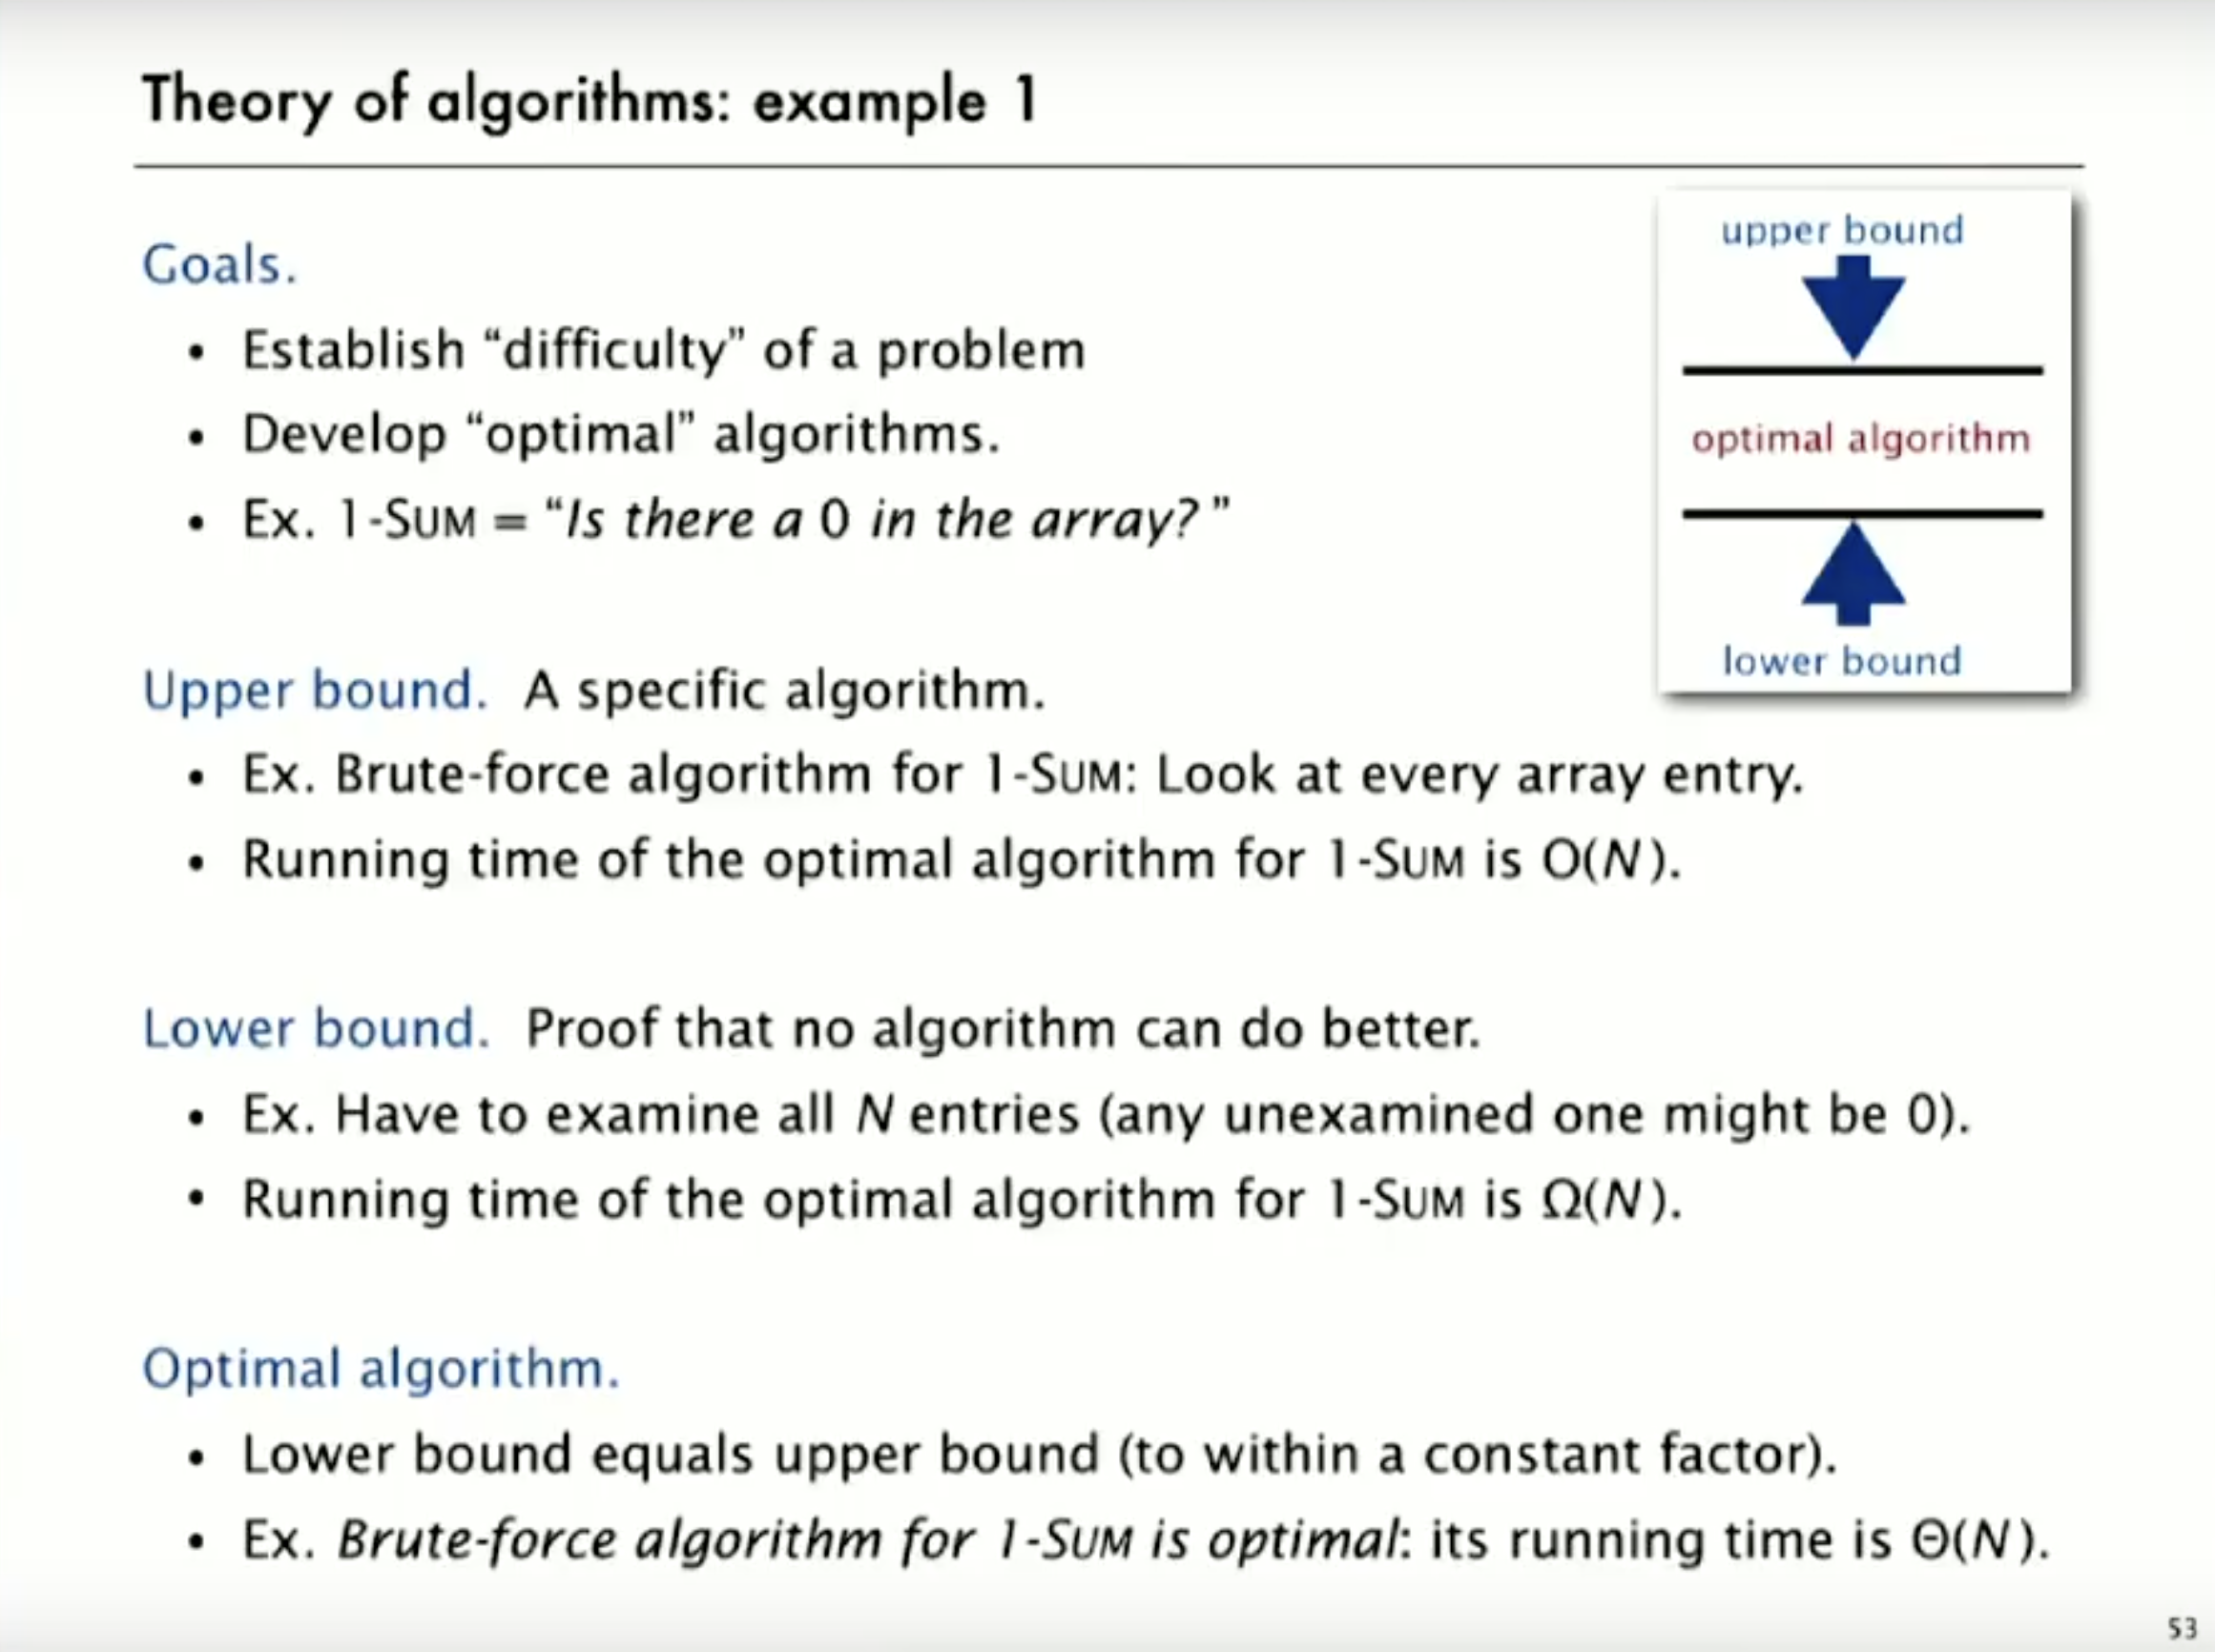 Theory of algorithms: example 1
Goals.
• Establish “difficulty” of a problem
• Develop “optimal” algorithms.
• Ex. 1-SUM = “Is there a 0 in the array? ”
upper bound
optimal algorithm
lower bound
Upper bound. A specific algorithm.
• Ex. Brute-force algorithm for 1-SUM: Look at every array entry.
• Running time of the optimal algorithm for 1-SUM is O(N).
Lower bound. Proof that no algorithm can do better.
• Ex. Have to examine all N entries (any unexamined one might be 0).
• Running time of the optimal algorithm for 1-SUM is Ω(N).
Optimal algorithm.
• Lower bound equals upper bound (to within a constant factor).
• Ex. Brute-force algorithm for 1-SUM is optimal: its running time is Θ(N).
53